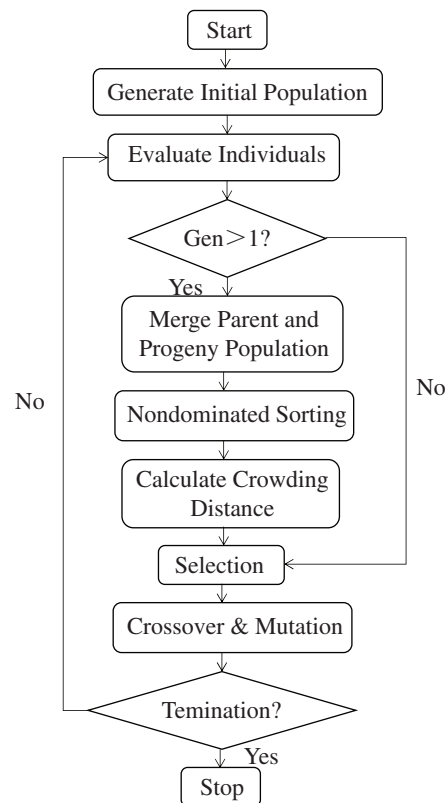 Start
Generate Initial Population
Evaluate Individuals
Gen＞1?
Yes
Merge Parent and
Progeny Population
No
No
Nondominated Sorting
Calculate Crowding
Distance
Selection
Crossover & Mutation
Temination?
Yes
Stop